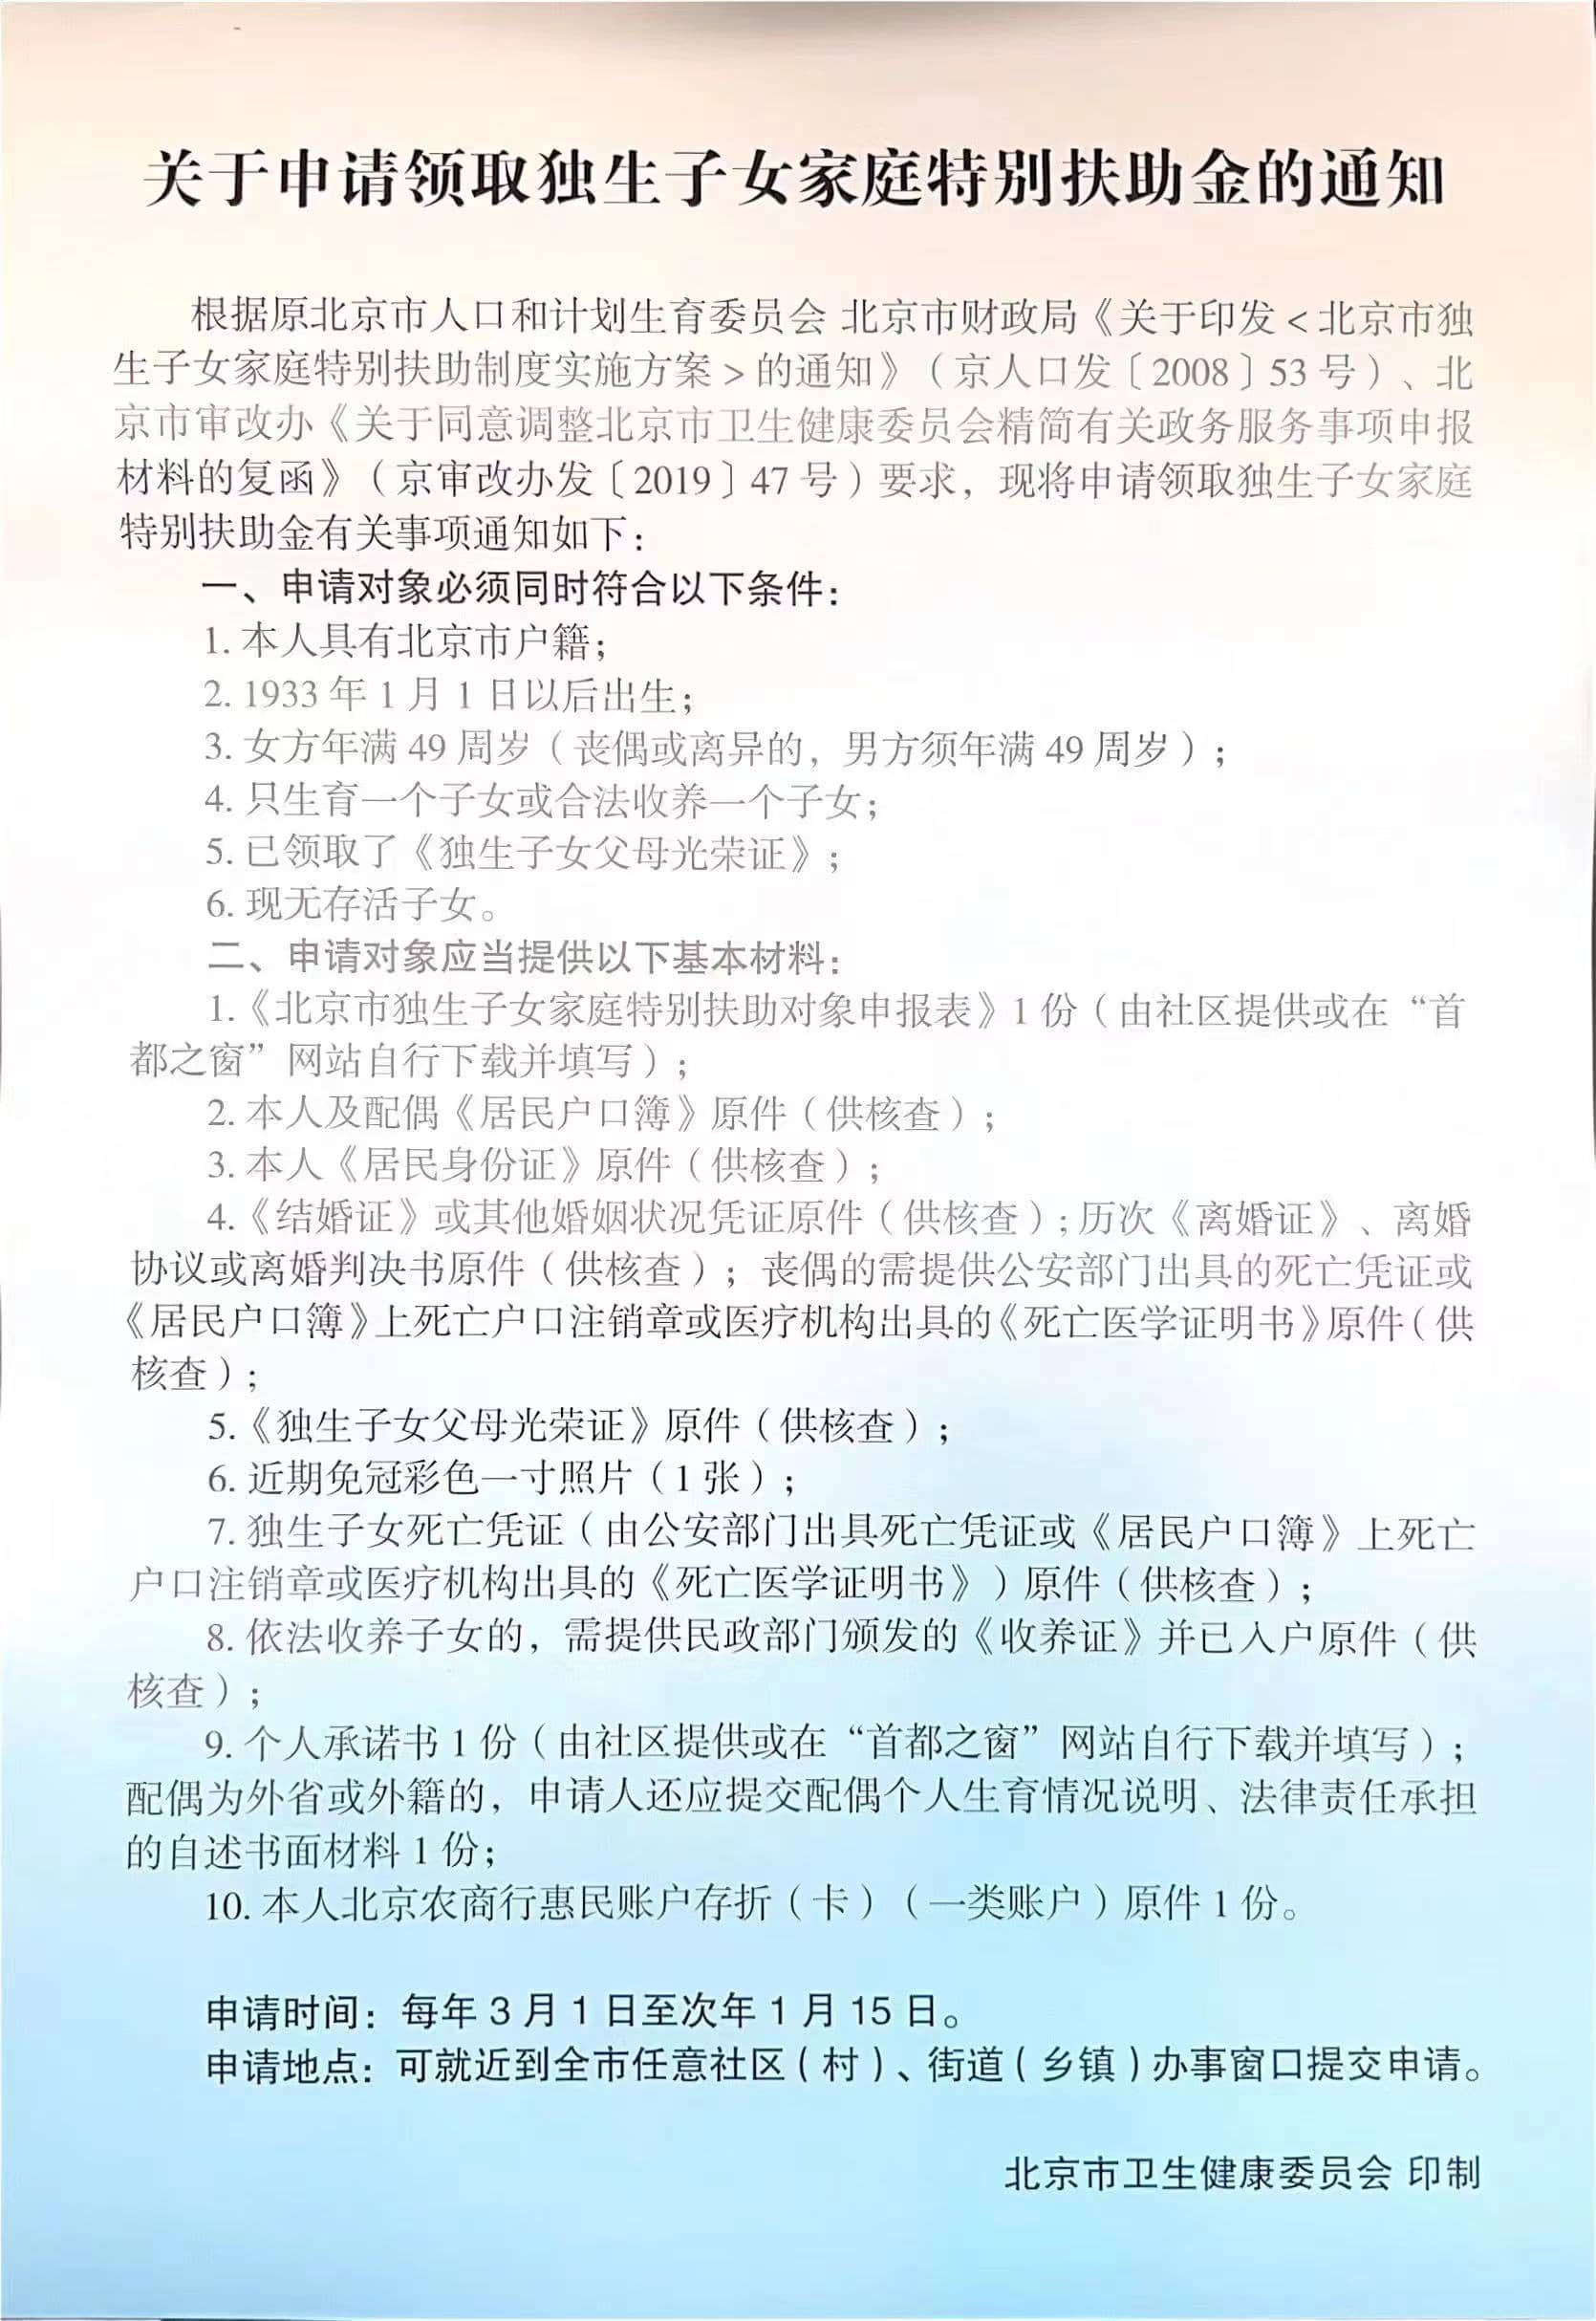 关于申请领取独生子女家庭特别扶助金的通知
根据原北京市人口和计划生育委员会 北京市财政局《关于印发<北京市独
生子女家庭特别扶助制度实施方案>的通知》（京人口发〔2008〕53号）、北
京市审改办《关于同意调整北京市卫生健康委员会精简有关政务服务事项申报
材料的复函》（京审改办发〔2019〕47号）要求，现将申请领取独生子女家庭
特别扶助金有关事项通知如下：
一、申请对象必须同时符合以下条件：
1. 本人具有北京市户籍；
2. 1933年1月1日以后出生；
3. 女方年满49周岁（丧偶或离异的，男方须年满49周岁）；
4. 只生育一个子女或合法收养一个子女；
5. 已领取了《独生子女父母光荣证》；
6. 现无存活子女。
二、申请对象应当提供以下基本材料：
1.《北京市独生子女家庭特别扶助对象申报表》1份（由社区提供或在“首
都之窗”网站自行下载并填写）；
2. 本人及配偶《居民户口簿》原件（供核查）；
3. 本人《居民身份证》原件（供核查）；
4.《结婚证》或其他婚姻状况凭证原件（供核查）；历次《离婚证》、离婚
协议或离婚判决书原件（供核查）；丧偶的需提供公安部门出具的死亡凭证或
《居民户口簿》上死亡户口注销章或医疗机构出具的《死亡医学证明书》原件（供
核查）；
5.《独生子女父母光荣证》原件（供核查）；
6. 近期免冠彩色一寸照片（1张）；
7. 独生子女死亡凭证（由公安部门出具死亡凭证或《居民户口簿》上死亡
户口注销章或医疗机构出具的《死亡医学证明书》）原件（供核查）；
8. 依法收养子女的，需提供民政部门颁发的《收养证》并已入户原件（供
核查）；
9. 个人承诺书1份（由社区提供或在“首都之窗”网站自行下载并填写）；
配偶为外省或外籍的，申请人还应提交配偶个人生育情况说明、法律责任承担
的自述书面材料1份；
10. 本人北京农商行惠民账户存折（卡）（一类账户）原件1份。
申请时间：每年3月1日至次年1月15日。
申请地点：可就近到全市任意社区（村）、街道（乡镇）办事窗口提交申请。
北京市卫生健康委员会 印制